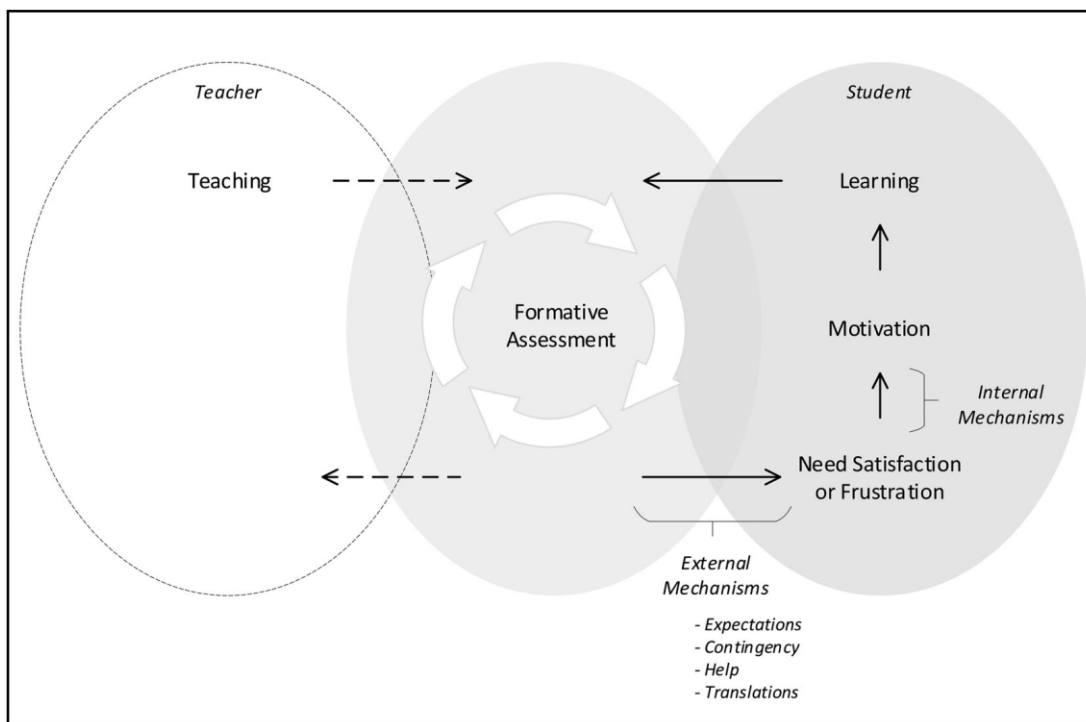 Teacher
Student
Teaching
Learning
Formative
Assessment
Motivation
Internal
Mechanisms
Need Satisfaction
or Frustration
External
Mechanisms
- Expectations
- Contingency
- Help
- Translations